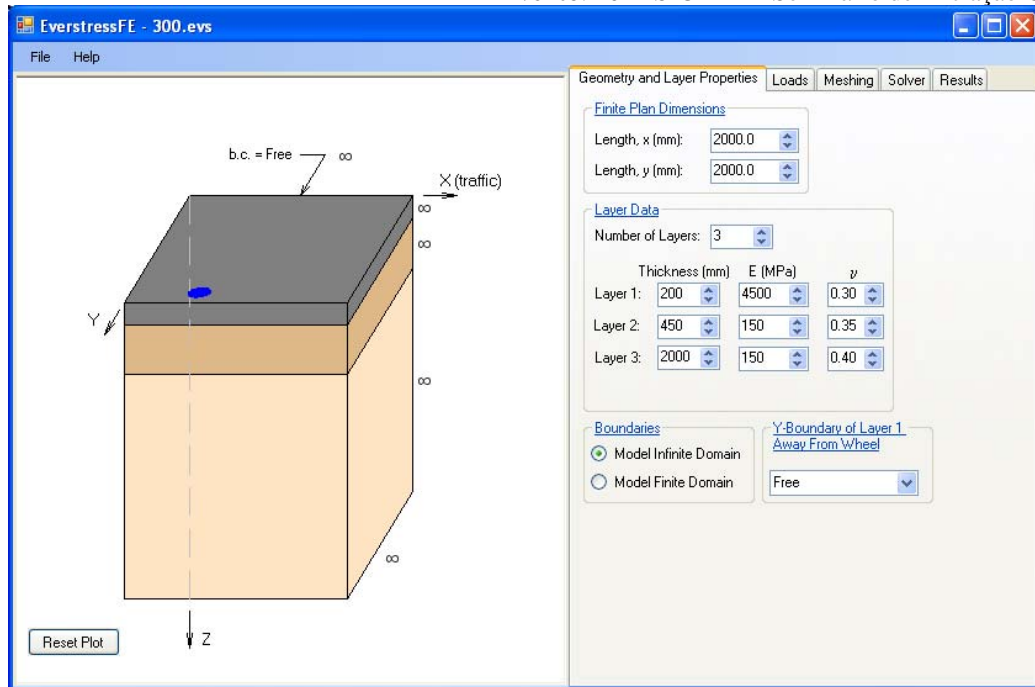 EverstressFE - 300.evs
File Help
b.c. = Free ∞
X (traffic)
∞
∞
Y
∞
∞
Z
Reset Plot
Geometry and Layer Properties Loads Meshing Solver Results
Finite Plan Dimensions
Length, x (mm): 2000.0
Length, y (mm): 2000.0
Layer Data
Number of Layers: 3
Thickness (mm) E (MPa) υ
Layer 1: 200 4500 0.30
Layer 2: 450 150 0.35
Layer 3: 2000 150 0.40
Boundaries
Model Infinite Domain
Model Finite Domain
Y-Boundary of Layer 1
Away From Wheel
Free